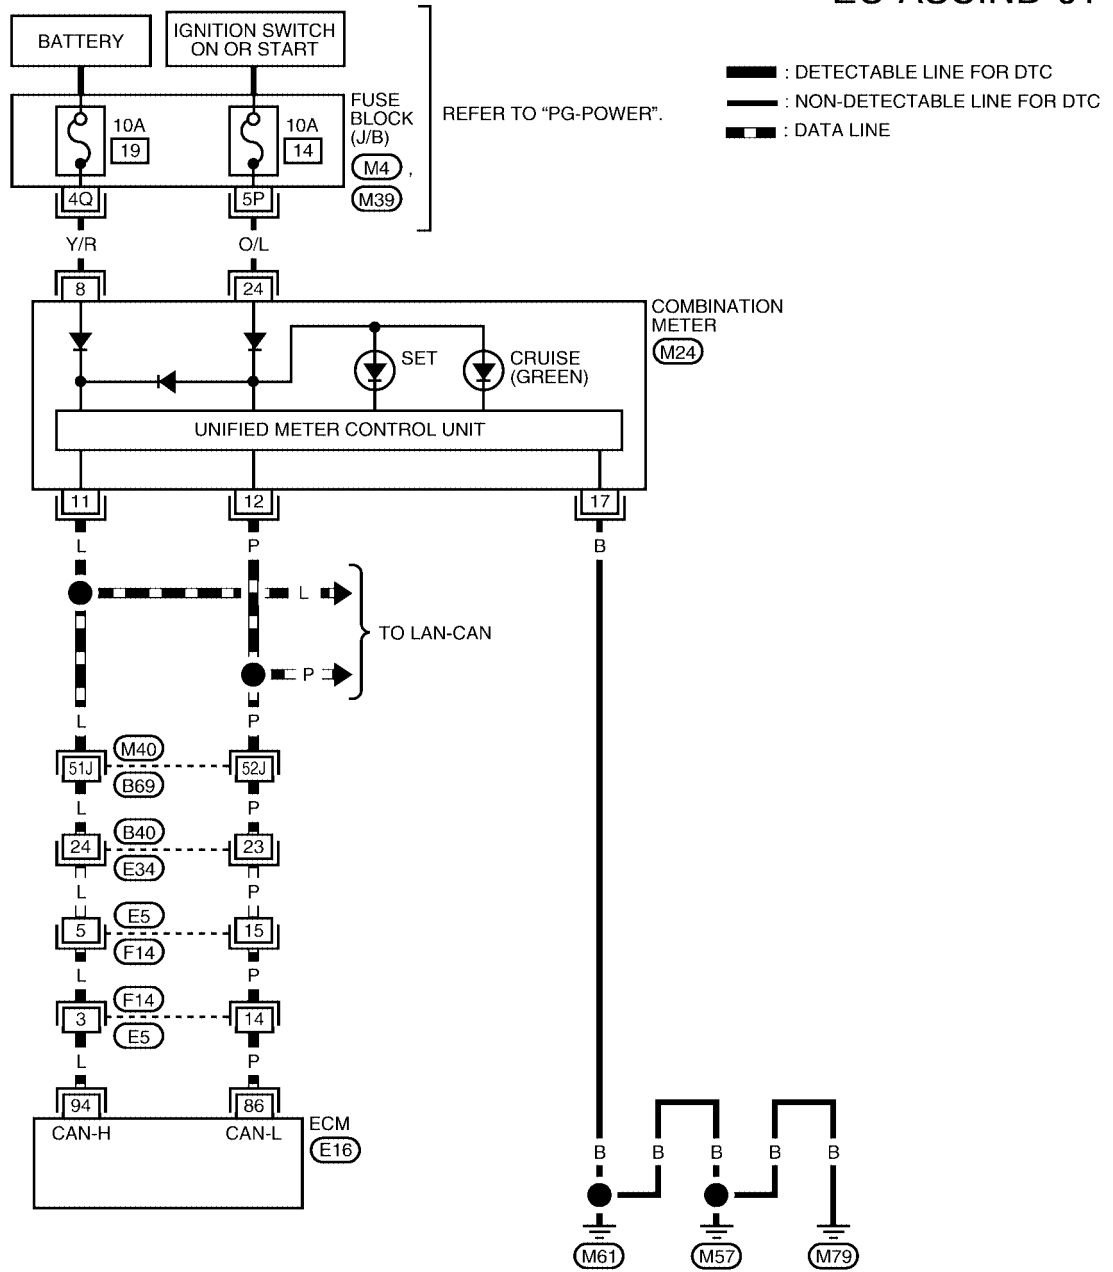 BATTERY
IGNITION SWITCH
ON OR START
: DETECTABLE LINE FOR DTC
: NON-DETECTABLE LINE FOR DTC
: DATA LINE
10A
19
10A
14
FUSE
BLOCK
(J/B)
M4 ,
M39
REFER TO “PG-POWER”.
4Q
5P
Y/R
O/L
8
24
COMBINATION
METER
M24
SET
CRUISE
(GREEN)
UNIFIED METER CONTROL UNIT
11
12
17
L
P
B
L
TO LAN-CAN
P
L
P
51J
M40
B69
52J
L
P
24
B40
E34
23
L
P
5
E5
F14
15
L
P
3
F14
E5
14
L
P
94
86
CAN-H
CAN-L
ECM
E16
B
B
B
B
B
M61
M57
M79